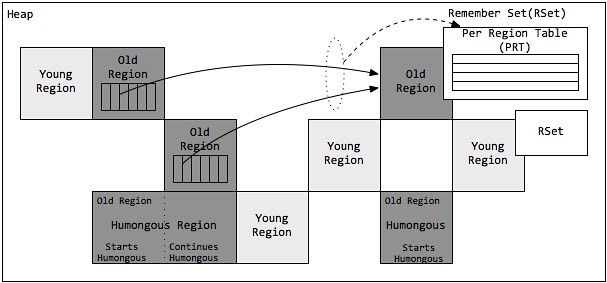 Heap
Remember Set(RSet)
Per Region Table
(PRT)
Young
Region
Old
Region
Old
Region
Old
Region
Young
Region
Young
Region
RSet
Old Region
Humongous Region
Starts
Humongous
Continues
Humongous
Young
Region
Old Region
Humongous
Starts
Humongous